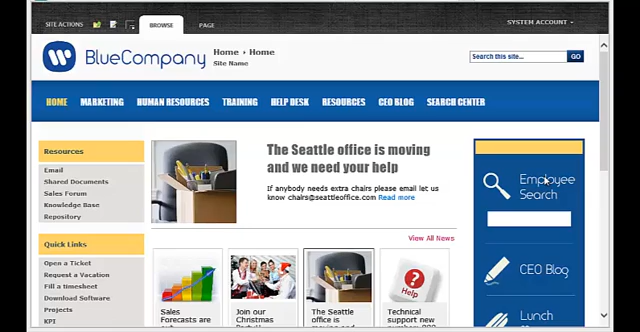 SITE ACTIONS
BROWSE
PAGE
SYSTEM ACCOUNT
BlueCompany
Home › Home
Site Name
Search this site...
GO
HOME
MARKETING
HUMAN RESOURCES
TRAINING
HELP DESK
RESOURCES
CEO BLOG
SEARCH CENTER
Resources
Email
Shared Documents
Sales Forum
Knowledge Base
Repository
Quick Links
Open a Ticket
Request a Vacation
Fill a timesheet
Download Software
Projects
KPI
The Seattle office is moving
and we need your help
If anybody needs extra chairs please email let us
know chairs@seattleoffice.com Read more
View All News
Sales
Forecasts are
Join our
Christmas
The Seattle
office is
Help
Technical
support new
Employee
Search
CEO Blog
Lunch